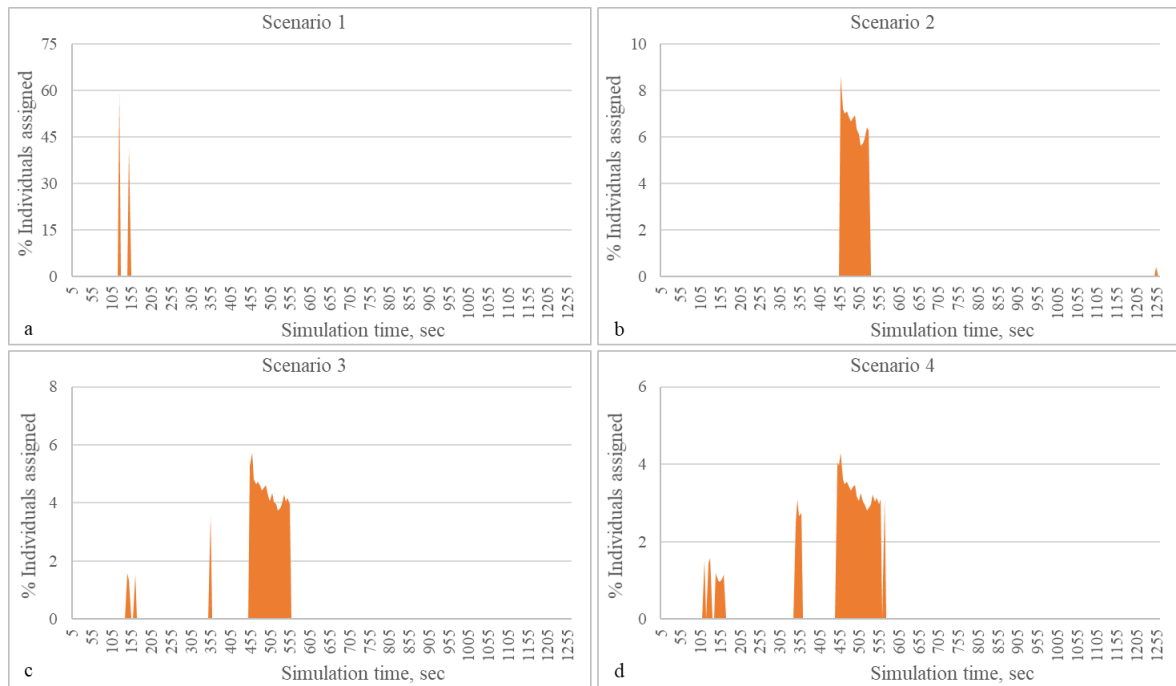 Scenario 1
% Individuals assigned
75
60
45
30
15
0
5 55 105 155 205 255 305 355 405 455 505 555 605 655 705 755 805 855 905 955 1005 1055 1105 1155 1205 1255
a
Simulation time, sec
Scenario 2
% Individuals assigned
10
8
6
4
2
0
5 55 105 155 205 255 305 355 405 455 505 555 605 655 705 755 805 855 905 955 1005 1055 1105 1155 1205 1255
b
Simulation time, sec
Scenario 3
% Individuals assigned
8
6
4
2
0
5 55 105 155 205 255 305 355 405 455 505 555 605 655 705 755 805 855 905 955 1005 1055 1105 1155 1205 1255
c
Simulation time, sec
Scenario 4
% Individuals assigned
6
4
2
0
5 55 105 155 205 255 305 355 405 455 505 555 605 655 705 755 805 855 905 955 1005 1055 1105 1155 1205 1255
d
Simulation time, sec